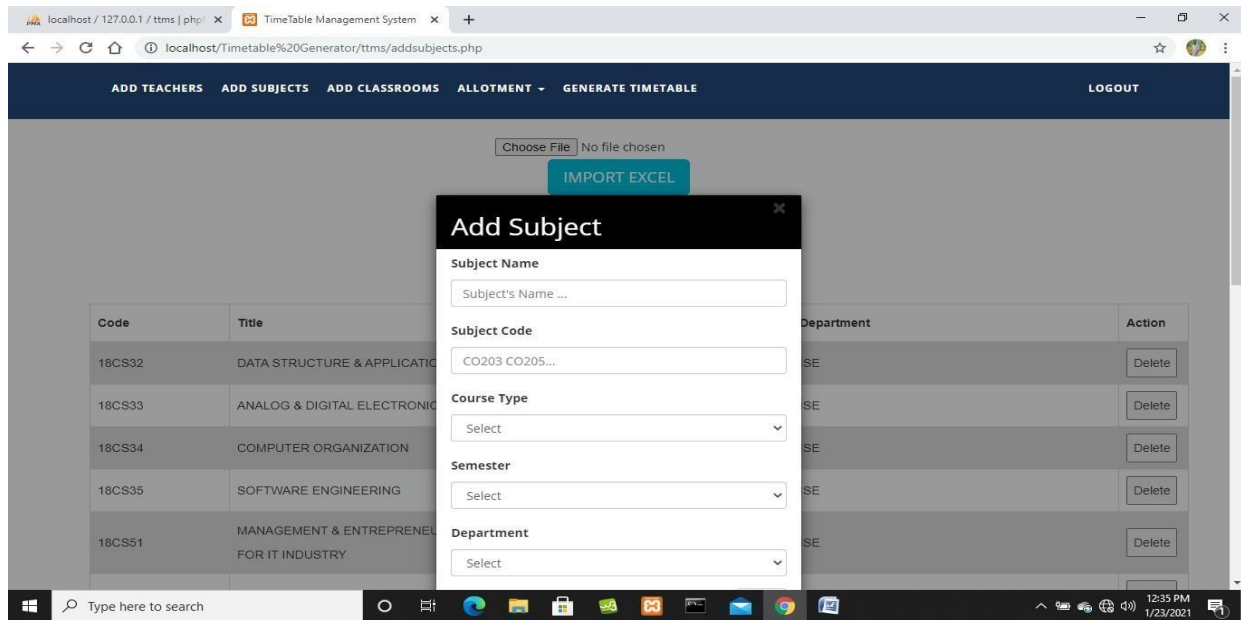 localhost / 127.0.0.1 / ttms | php
TimeTable Management System
localhost/Timetable%20Generator/ttms/addsubjects.php
ADD TEACHERS ADD SUBJECTS ADD CLASSROOMS ALLOTMENT GENERATE TIMETABLE LOGOUT
Choose File No file chosen
IMPORT EXCEL
Add Subject
Subject Name
Subject's Name ...
Subject Code
CO203 CO205...
Course Type
Select
Semester
Select
Department
Select
Code Title Department Action
18CS32 DATA STRUCTURE & APPLICATIO SE Delete
18CS33 ANALOG & DIGITAL ELECTRONIC SE Delete
18CS34 COMPUTER ORGANIZATION SE Delete
18CS35 SOFTWARE ENGINEERING SE Delete
18CS51 MANAGEMENT & ENTREPRENEU SE Delete
FOR IT INDUSTRY
Type here to search
12:35 PM
1/23/2021